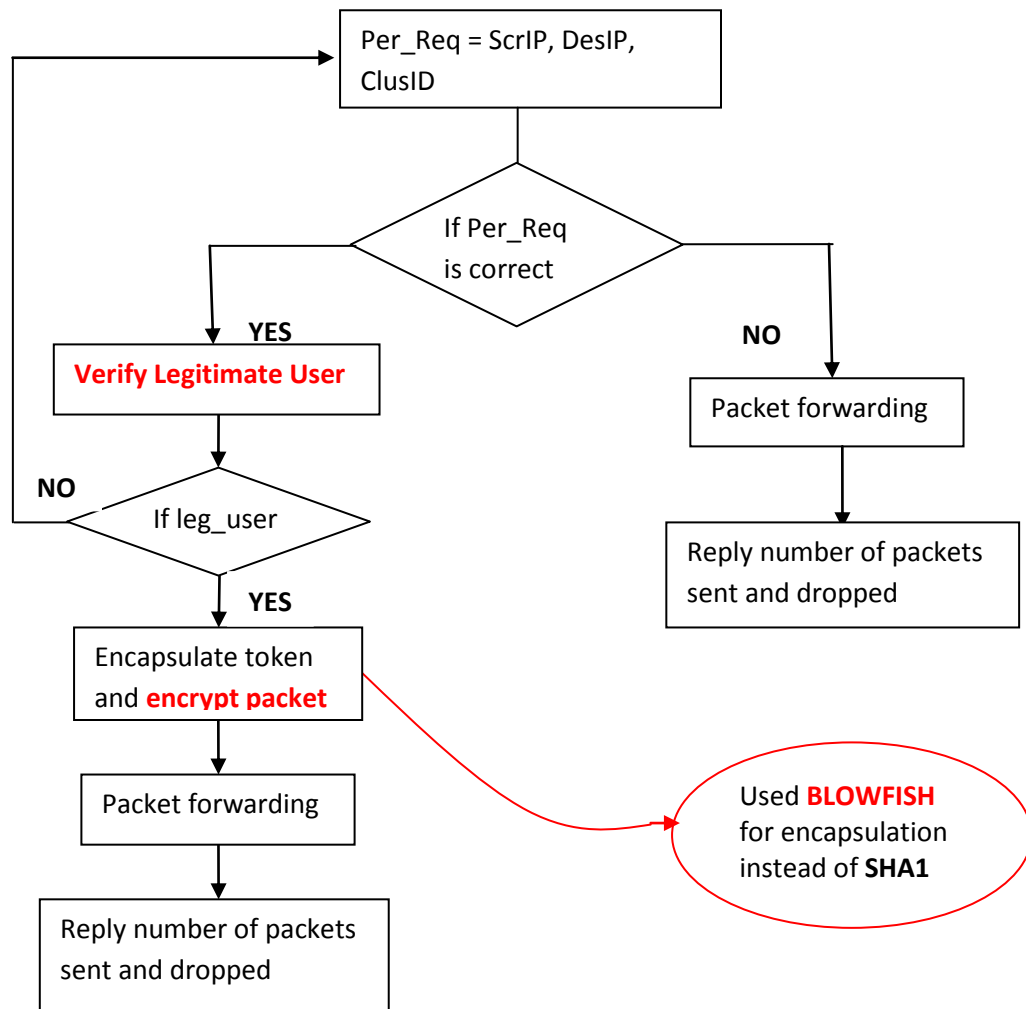 Per_Req = ScrIP, DesIP,
ClusID
If Per_Req
is correct
YES
NO
Verify Legitimate User
Packet forwarding
NO
If leg_user
Reply number of packets
sent and dropped
YES
Encapsulate token
and encrypt packet
Packet forwarding
Used BLOWFISH
for encapsulation
instead of SHA1
Reply number of packets
sent and dropped